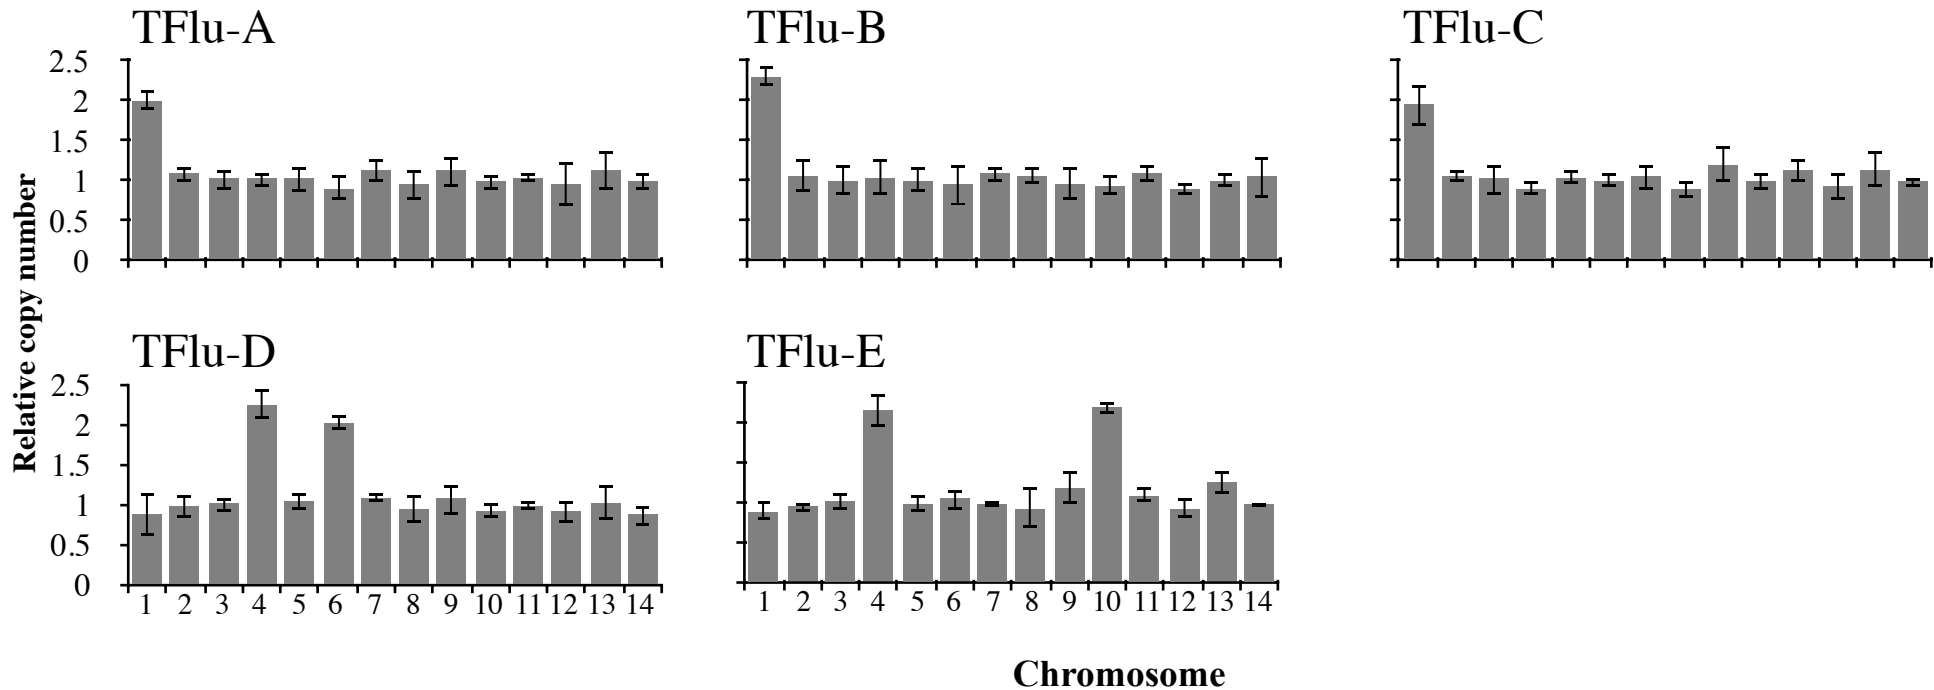 TFlu-A
TFlu-B
TFlu-C
2.5
2
1.5
1
0.5
0
Relative copy number
TFlu-D
TFlu-E
2.5
2
1.5
1
0.5
0
1 2 3 4 5 6 7 8 9 10 11 12 13 14
1 2 3 4 5 6 7 8 9 10 11 12 13 14
Chromosome